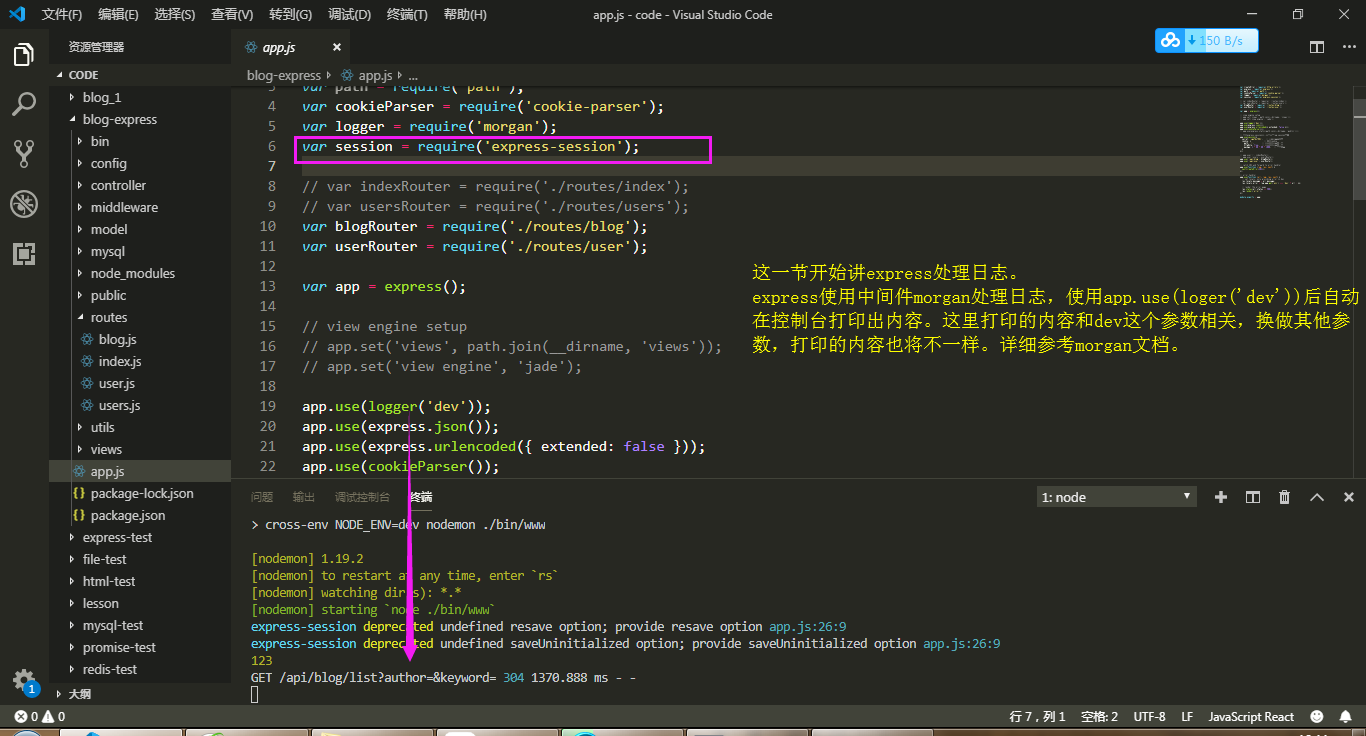 文件(F) 编辑(E) 选择(S) 查看(V) 转到(G) 调试(D) 终端(T) 帮助(H) app.js - code - Visual Studio Code
150 B/s
资源管理器
CODE
blog_1
blog-express
bin
config
controller
middleware
model
mysql
node_modules
public
routes
blog.js
index.js
user.js
users.js
utils
views
app.js
package-lock.json
package.json
express-test
file-test
html-test
lesson
mysql-test
promise-test
redis-test
大纲
1
app.js
blog-express app.js ...
3 var path = require('path');
4 var cookieParser = require('cookie-parser');
5 var logger = require('morgan');
6 var session = require('express-session');
7
8 // var indexRouter = require('./routes/index');
9 // var usersRouter = require('./routes/users');
10 var blogRouter = require('./routes/blog');
11 var userRouter = require('./routes/user');
12
13 var app = express();
14
15 // view engine setup
16 // app.set('views', path.join(__dirname, 'views'));
17 // app.set('view engine', 'jade');
18
19 app.use(logger('dev'));
20 app.use(express.json());
21 app.use(express.urlencoded({ extended: false }));
22 app.use(cookieParser());
这一节开始讲express处理日志。
express使用中间件morgan处理日志，使用app.use(loger('dev'))后自动
在控制台打印出内容。这里打印的内容和dev这个参数相关，换做其他参
数，打印的内容也将不一样。详细参考morgan文档。
问题 输出 调试控制台 终端 1: node
> cross-env NODE_ENV=dev nodemon ./bin/www
[nodemon] 1.19.2
[nodemon] to restart at any time, enter `rs`
[nodemon] watching dir(s): *.*
[nodemon] starting `node ./bin/www`
express-session deprecated undefined resave option; provide resave option app.js:26:9
express-session deprecated undefined saveUninitialized option; provide saveUninitialized option app.js:26:9
123
GET /api/blog/list?author=&keyword= 304 1370.888 ms - -
0 0 行 7，列 1 空格: 2 UTF-8 LF JavaScript React